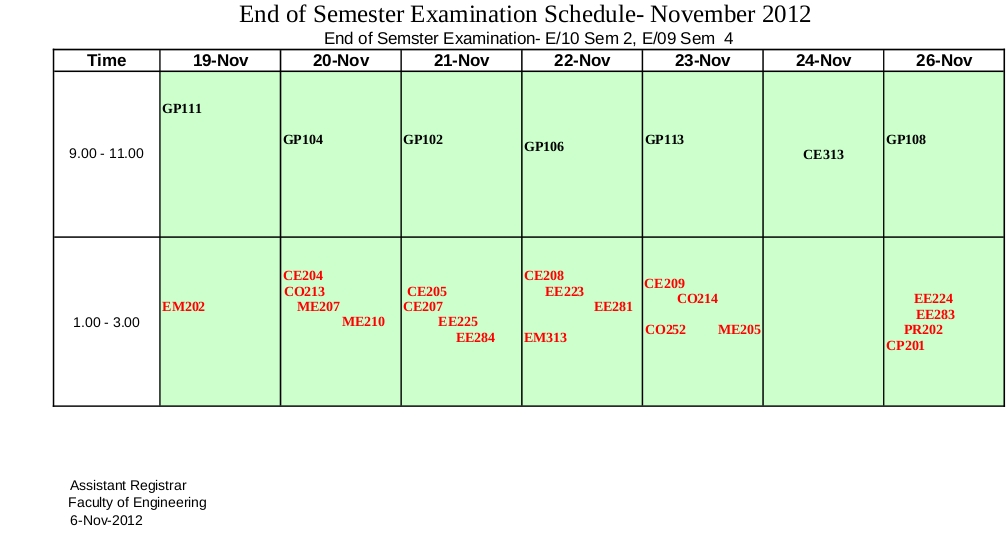 End of Semester Examination Schedule- November 2012
End of Semster Examination- E/10 Sem 2, E/09 Sem 4
Time 19-Nov 20-Nov 21-Nov 22-Nov 23-Nov 24-Nov 26-Nov
9.00 - 11.00
GP111
GP104
GP102
GP106
GP113
CE313
GP108
1.00 - 3.00
EM202
CE204
CO213
ME207
ME210
CE205
CE207
EE225
EE284
CE208
EE223
EE281
EM313
CE209
CO214
CO252 ME205
EE224
EE283
PR202
CP201
Assistant Registrar
Faculty of Engineering
6-Nov-2012